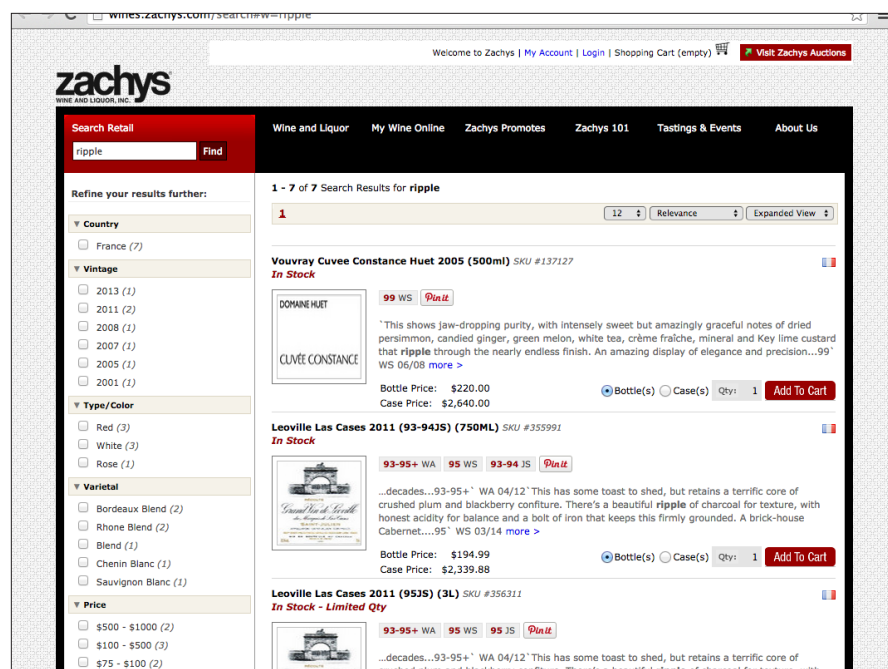 wines.zachys.com/search#w=ripple
Welcome to Zachys | My Account | Login | Shopping Cart (empty)
Visit Zachys Auctions
zachys
WINE AND LIQUOR, INC.
Search Retail
ripple
Find
Wine and Liquor
My Wine Online
Zachys Promotes
Zachys 101
Tastings & Events
About Us
Refine your results further:
▼ Country
France (7)
▼ Vintage
2013 (1)
2011 (2)
2008 (1)
2007 (1)
2005 (1)
2001 (1)
▼ Type/Color
Red (3)
White (3)
Rose (1)
▼ Varietal
Bordeaux Blend (2)
Rhone Blend (2)
Blend (1)
Chenin Blanc (1)
Sauvignon Blanc (1)
▼ Price
$500 - $1000 (2)
$100 - $500 (3)
$75 - $100 (2)
1 - 7 of 7 Search Results for ripple
1
12
Relevance
Expanded View
Vouvray Cuvee Constance Huet 2005 (500ml) SKU #137127
In Stock
DOMAINE HUET
CUVÉE CONSTANCE
99 WS Pin it
`This shows jaw-dropping purity, with intensely sweet but amazingly graceful notes of dried
persimmon, candied ginger, green melon, white tea, crème fraîche, mineral and Key lime custard
that ripple through the nearly endless finish. An amazing display of elegance and precision...99`
WS 06/08 more >
Bottle Price: $220.00
Case Price: $2,640.00
Bottle(s) Case(s) Qty: 1 Add To Cart
Leoville Las Cases 2011 (93-94JS) (750ML) SKU #355991
In Stock
Grand Vin de Léoville
SAINT-JULIEN
93-95+ WA 95 WS 93-94 JS Pin it
...decades...93-95+` WA 04/12`This has some toast to shed, but retains a terrific core of
crushed plum and blackberry confiture. There's a beautiful ripple of charcoal for texture, with
honest acidity for balance and a bolt of iron that keeps this firmly grounded. A brick-house
Cabernet....95` WS 03/14 more >
Bottle Price: $194.99
Case Price: $2,339.88
Bottle(s) Case(s) Qty: 1 Add To Cart
Leoville Las Cases 2011 (95JS) (3L) SKU #356311
In Stock - Limited Qty
93-95+ WA 95 WS 95 JS Pin it
...decades...93-95+` WA 04/12`This has some toast to shed, but retains a terrific core of